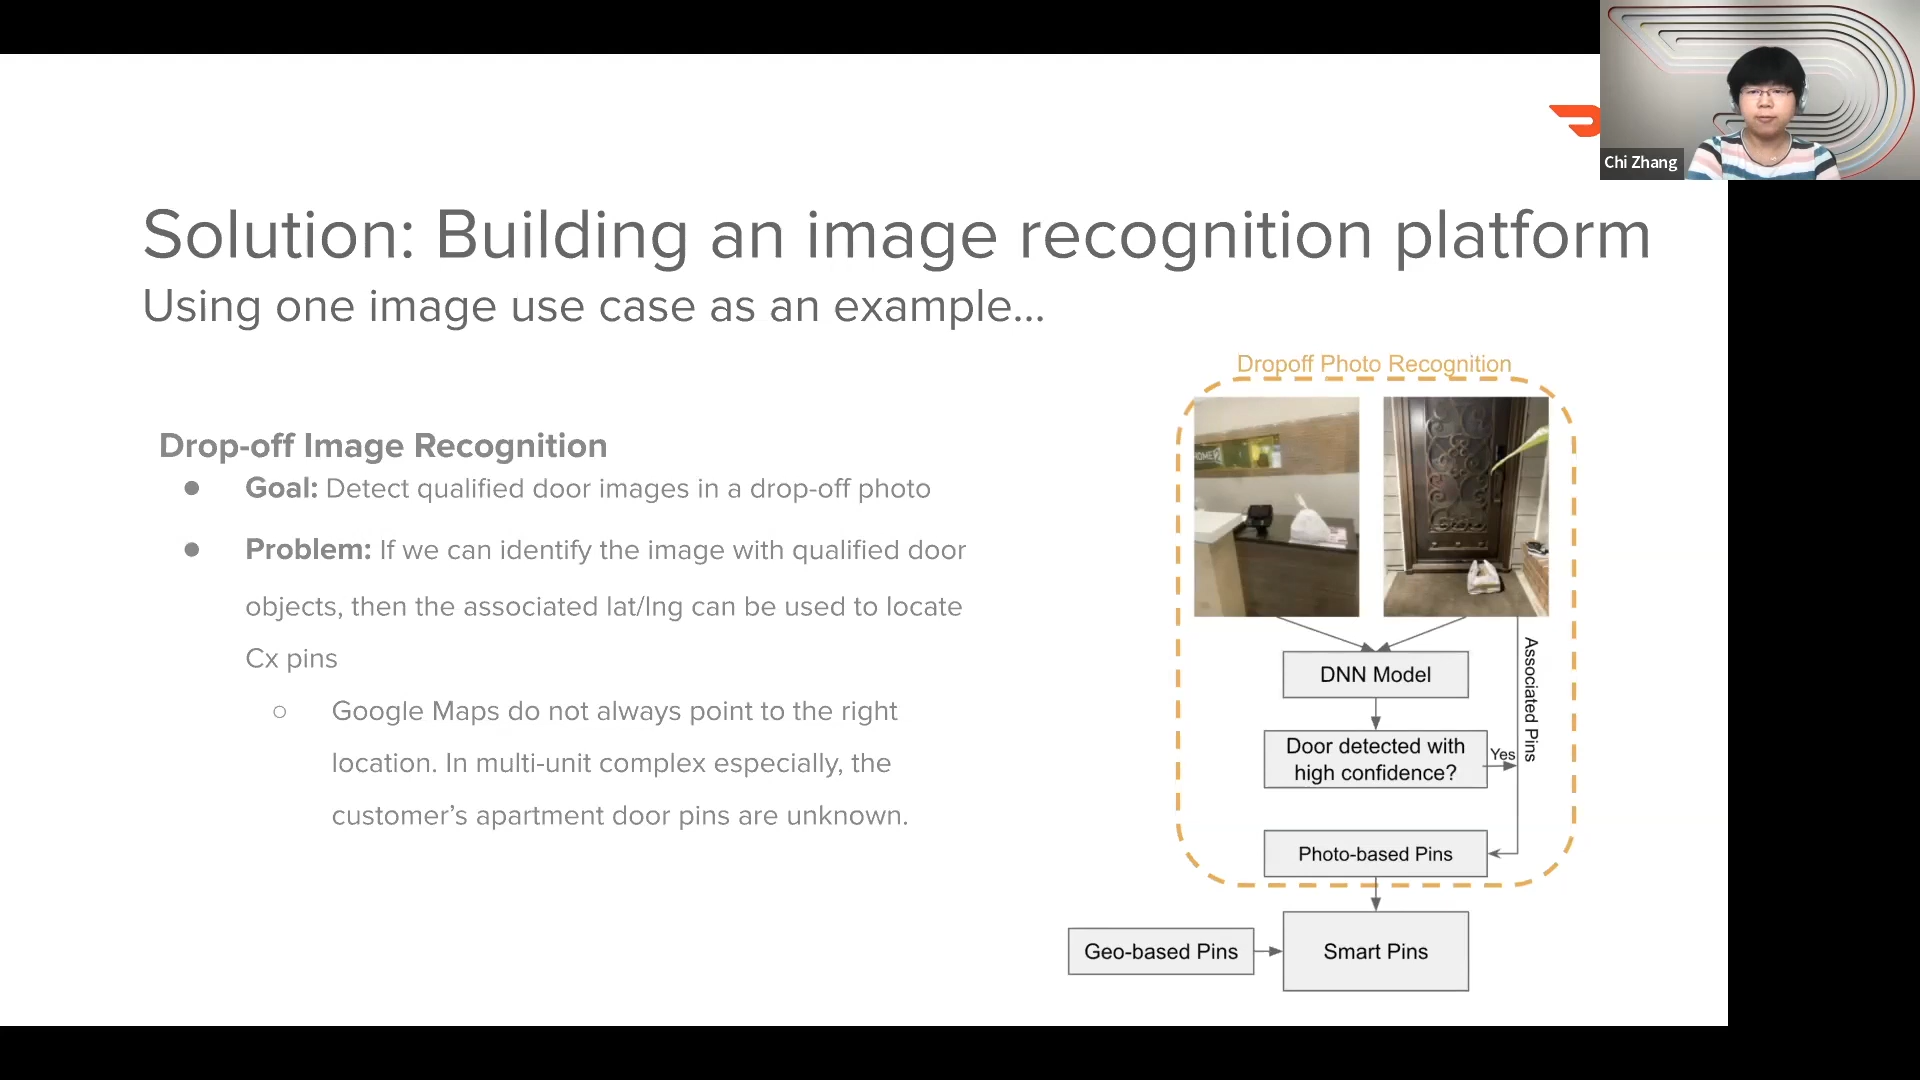 Chi Zhang
Solution: Building an image recognition platform
Using one image use case as an example...
Drop-off Image Recognition
● Goal: Detect qualified door images in a drop-off photo
● Problem: If we can identify the image with qualified door
objects, then the associated lat/lng can be used to locate
Cx pins
○ Google Maps do not always point to the right
location. In multi-unit complex especially, the
customer’s apartment door pins are unknown.
Dropoff Photo Recognition
DNN Model
Door detected with
high confidence?
Yes
Associated Pins
Photo-based Pins
Geo-based Pins
Smart Pins